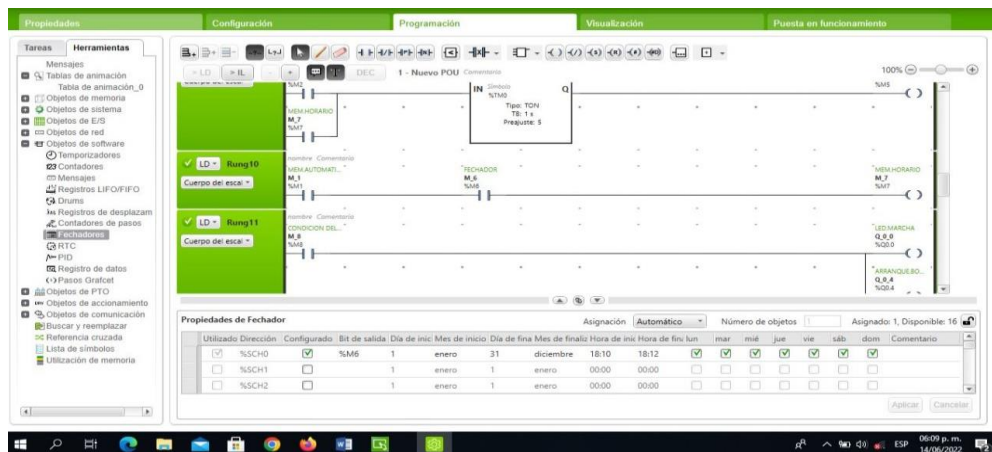 Propiedades
Configuración
Programación
Visualización
Puesta en funcionamiento
Tareas
Herramientas
Mensajes
Tablas de animación
Tabla de animación_0
Objetos de memoria
Objetos de sistema
Objetos de E/S
Objetos de red
Objetos de software
Temporizadores
Contadores
Mensajes
Registros LIFO/FIFO
Drums
Registros de desplazam
Contadores de pasos
Fechadores
RTC
PID
Registro de datos
Pasos Grafcet
Objetos de PTO
Objetos de accionamiento
Objetos de comunicación
Buscar y reemplazar
Referencia cruzada
Lista de símbolos
Utilización de memoria
> LD
> IL
-
+
DEC
1 - Nuevo POU
Comentario
100%
%M2
IN
Símbolo
Q
%TM0
Tipo: TON
TB: 1 s
Preajuste: 5
%M5
MEM.HORARIO
M_7
%M7
LD
Rung10
Cuerpo del escal
nombre Comentario
MEM.AUTOMATI...
M_1
%M1
FECHADOR
M_6
%M6
MEM.HORARIO
M_7
%M7
LD
Rung11
Cuerpo del escal
nombre Comentario
CONDICION DEL...
M_8
%M8
LED.MARCHA
Q_0_0
%Q0.0
ARRANQUE.BO...
Q_0_4
%Q0.4
Propiedades de Fechador
Asignación
Automático
Número de objetos
1
Asignado: 1, Disponible: 16
Utilizado Dirección Configurado Bit de salida Día de inic Mes de inicio Día de fina Mes de finali Hora de inic Hora de fina lun mar mié jue vie sáb dom Comentario
%SCH0 %M6 1 enero 31 diciembre 18:10 18:12
%SCH1 1 enero 1 enero 00:00 00:00
%SCH2 1 enero 1 enero 00:00 00:00
Aplicar
Cancelar
ESP
06:09 p. m.
14/06/2022